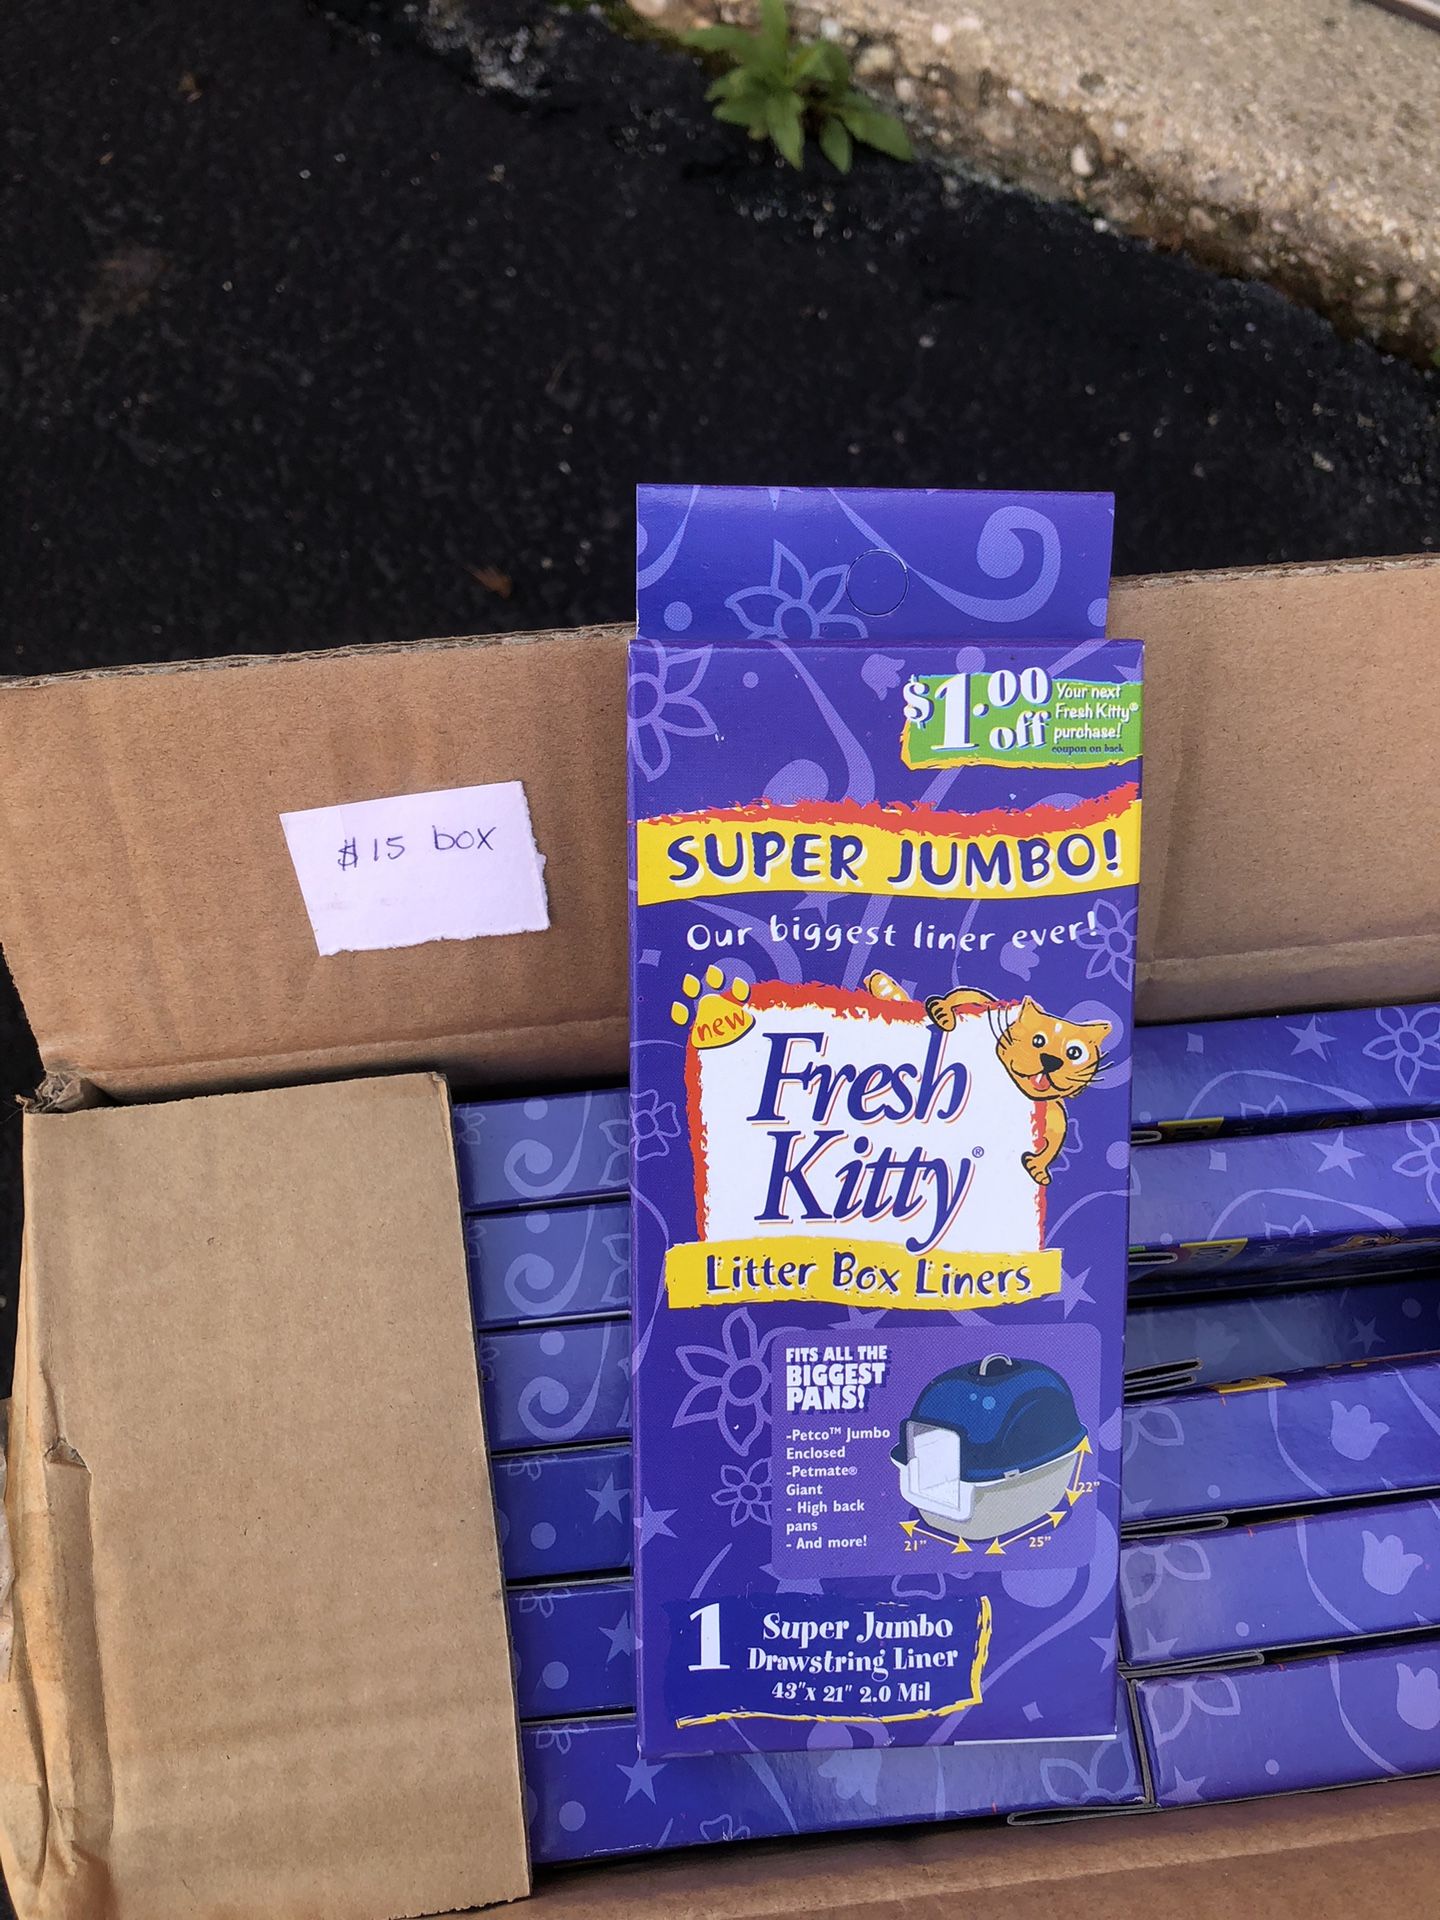 $15 box
$1.00 off
Your next
Fresh Kitty®
purchase!
coupon on back
SUPER JUMBO!
Our biggest liner ever!
new
Fresh
Kitty®
Litter Box Liners
FITS ALL THE
BIGGEST
PANS!
-Petco™ Jumbo
Enclosed
-Petmate®
Giant
- High back
pans
- And more!
22"
21"
25"
1
Super Jumbo
Drawstring Liner
43"x 21" 2.0 Mil